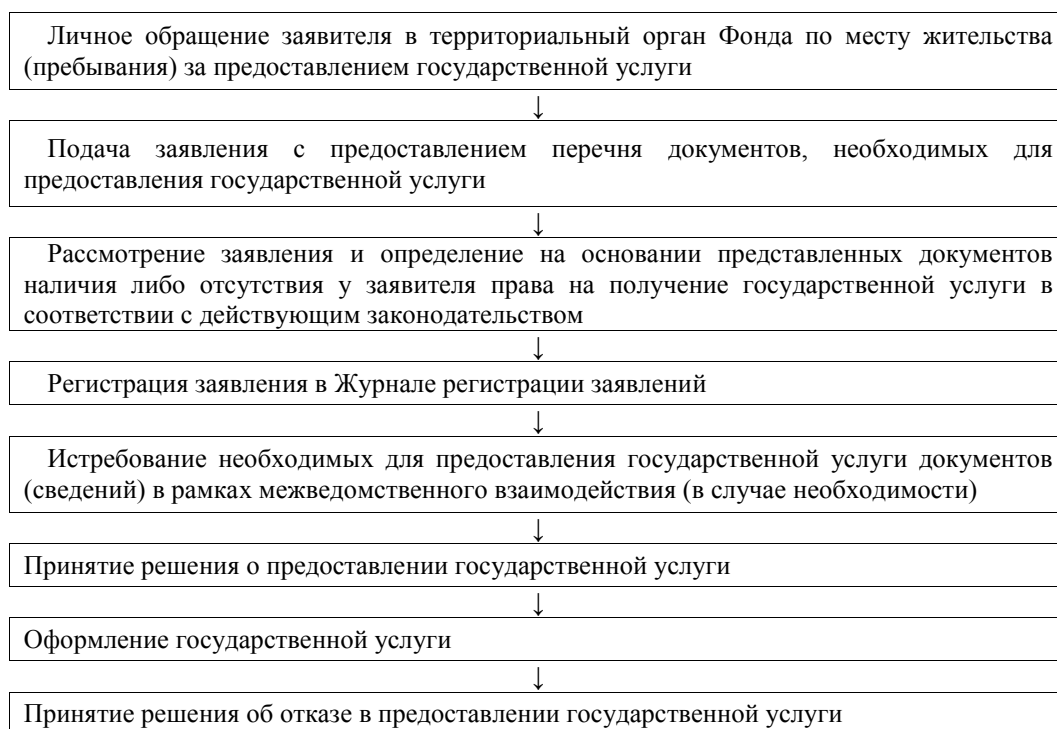 Личное обращение заявителя в территориальный орган Фонда по месту жительства
(пребывания) за предоставлением государственной услуги
↓
Подача заявления с предоставлением перечня документов, необходимых для
предоставления государственной услуги
↓
Рассмотрение заявления и определение на основании представленных документов
наличия либо отсутствия у заявителя права на получение государственной услуги в
соответствии с действующим законодательством
↓
Регистрация заявления в Журнале регистрации заявлений
↓
Истребование необходимых для предоставления государственной услуги документов
(сведений) в рамках межведомственного взаимодействия (в случае необходимости)
↓
Принятие решения о предоставлении государственной услуги
↓
Оформление государственной услуги
↓
Принятие решения об отказе в предоставлении государственной услуги